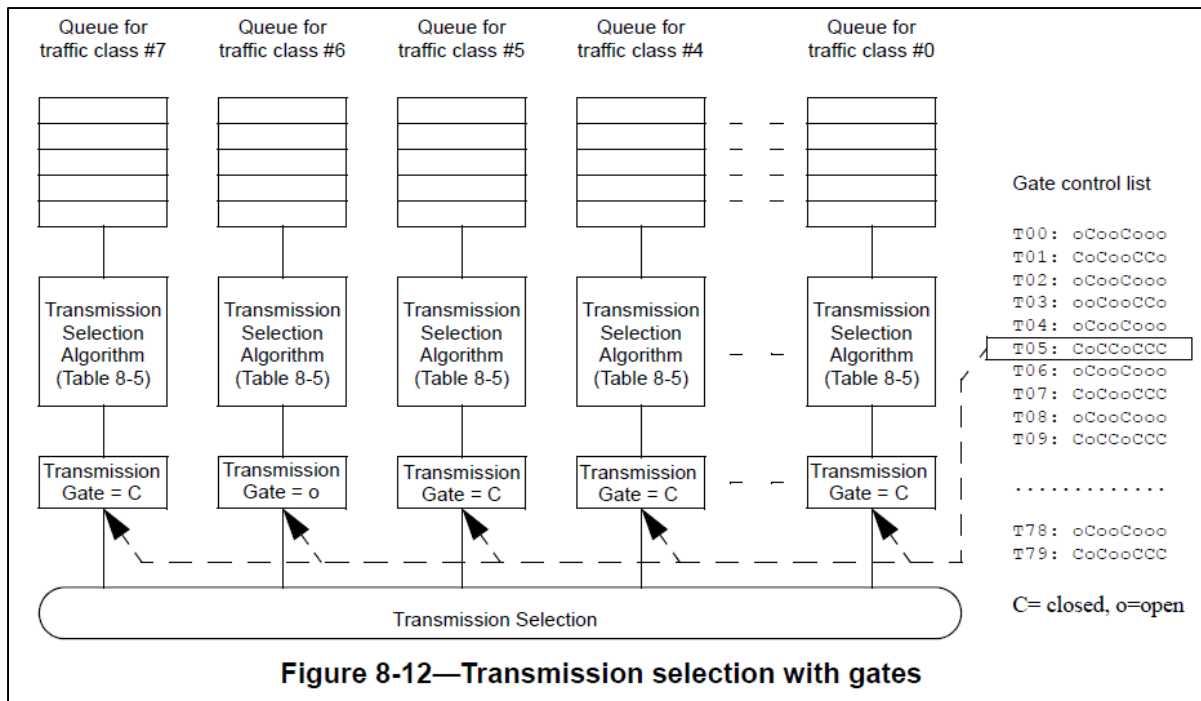 Queue for traffic class #7
Queue for traffic class #6
Queue for traffic class #5
Queue for traffic class #4
Queue for traffic class #0
Transmission Selection Algorithm (Table 8-5)
Transmission Selection Algorithm (Table 8-5)
Transmission Selection Algorithm (Table 8-5)
Transmission Selection Algorithm (Table 8-5)
Transmission Selection Algorithm (Table 8-5)
Transmission Gate = C
Transmission Gate = o
Transmission Gate = C
Transmission Gate = C
Transmission Gate = C
Transmission Selection
Gate control list
T00: oCooCooo
T01: CoCooCCo
T02: oCooCooo
T03: ooCooCCo
T04: oCooCooo
T05: CoCCoCCC
T06: oCooCooo
T07: CoCooCCC
T08: oCooCooo
T09: CoCCoCCC
.............
T78: oCooCooo
T79: CoCooCCC
C= closed, o=open
Figure 8-12—Transmission selection with gates